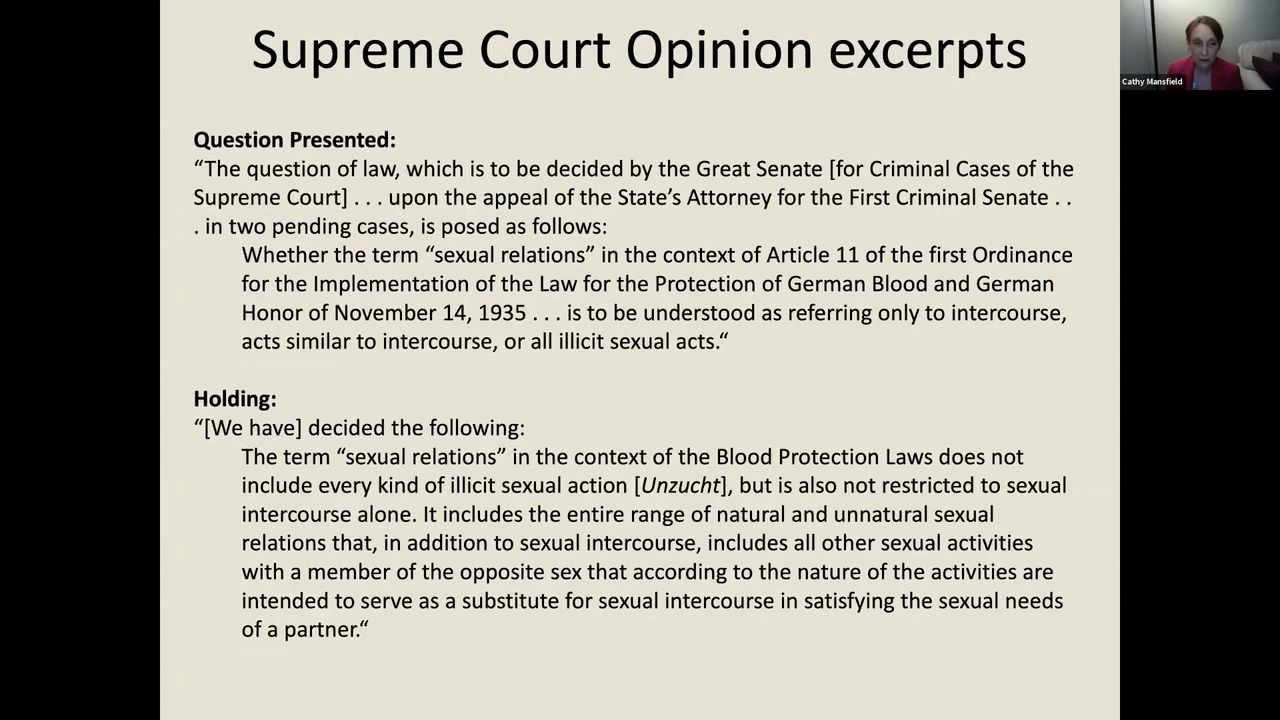 Supreme Court Opinion excerpts
Cathy Mansfield
Question Presented:
“The question of law, which is to be decided by the Great Senate [for Criminal Cases of the
Supreme Court] . . . upon the appeal of the State’s Attorney for the First Criminal Senate . .
. in two pending cases, is posed as follows:
Whether the term “sexual relations” in the context of Article 11 of the first Ordinance
for the Implementation of the Law for the Protection of German Blood and German
Honor of November 14, 1935 . . . is to be understood as referring only to intercourse,
acts similar to intercourse, or all illicit sexual acts.“
Holding:
“[We have] decided the following:
The term “sexual relations” in the context of the Blood Protection Laws does not
include every kind of illicit sexual action [Unzucht], but is also not restricted to sexual
intercourse alone. It includes the entire range of natural and unnatural sexual
relations that, in addition to sexual intercourse, includes all other sexual activities
with a member of the opposite sex that according to the nature of the activities are
intended to serve as a substitute for sexual intercourse in satisfying the sexual needs
of a partner.“